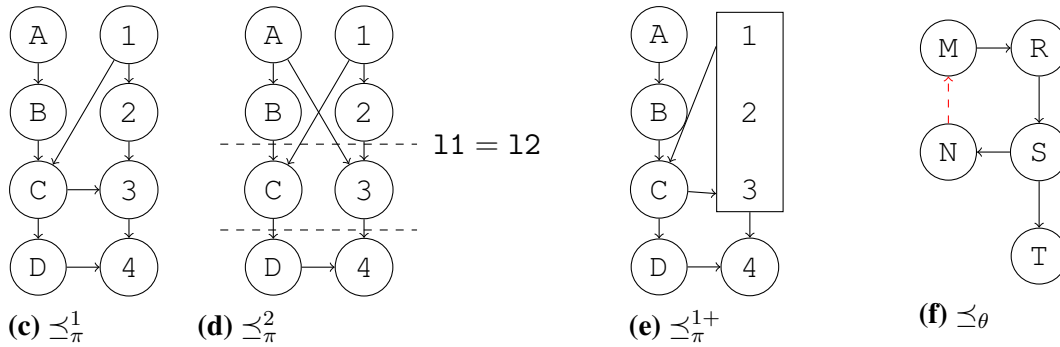 A 1 A 1 A 1 M R
B 2 B 2 B 2
l1 = l2
N S
C 3 C 3 C 3
D 4 D 4 D 4 T
(c) ⪯¹π (d) ⪯²π (e) ⪯¹⁺π (f) ⪯θ